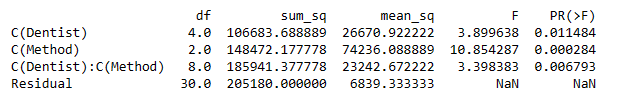 df sum_sq mean_sq F PR(>F)
C(Dentist) 4.0 106683.688889 26670.922222 3.899638 0.011484
C(Method) 2.0 148472.177778 74236.088889 10.854287 0.000284
C(Dentist):C(Method) 8.0 185941.377778 23242.672222 3.398383 0.006793
Residual 30.0 205180.000000 6839.333333 NaN NaN